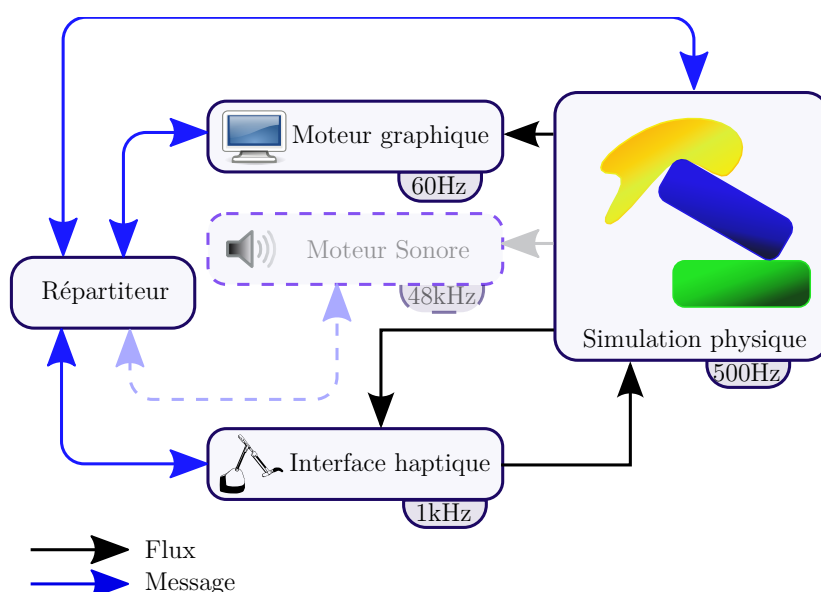 Moteur graphique
60Hz
Moteur Sonore
48kHz
Répartiteur
Simulation physique
500Hz
Interface haptique
1kHz
Flux
Message